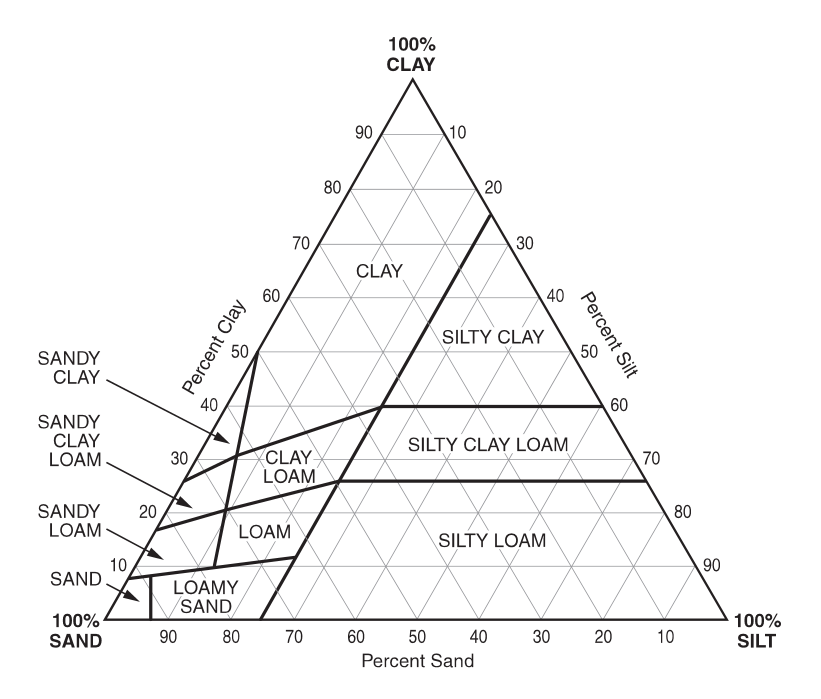 100%
CLAY
90
10
80
20
70
30
CLAY
60
40
Percent Clay
Percent Silt
SILTY CLAY
50
50
SANDY
CLAY
40
60
SANDY
CLAY
LOAM
SILTY CLAY LOAM
30
70
CLAY
LOAM
20
80
SANDY
LOAM
LOAM
SILTY LOAM
10
90
SAND
LOAMY
SAND
100%
SAND
100%
SILT
90
80
70
60
50
40
30
20
10
Percent Sand